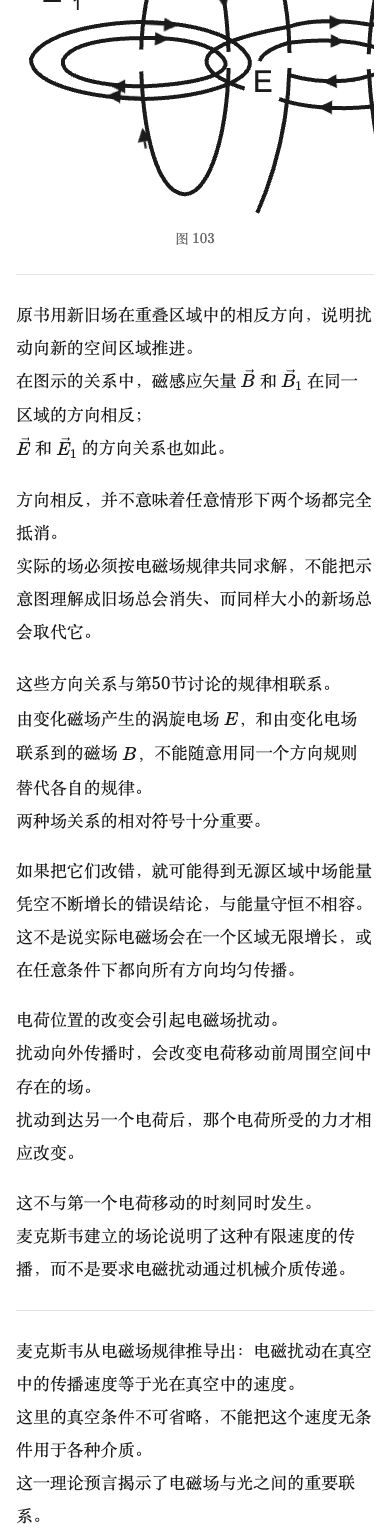 1
E
图 103
原书用新旧场在重叠区域中的相反方向，说明扰
动向新的空间区域推进。
在图示的关系中，磁感应矢量 $\vec{B}$ 和 $\vec{B}_1$ 在同一
区域的方向相反；
$\vec{E}$ 和 $\vec{E}_1$ 的方向关系也如此。
方向相反，并不意味着任意情形下两个场都完全
抵消。
实际的场必须按电磁场规律共同求解，不能把示
意图理解成旧场总会消失、而同样大小的新场总
会取代它。
这些方向关系与第50节讨论的规律相联系。
由变化磁场产生的涡旋电场 E，和由变化电场
联系到的磁场 B，不能随意用同一个方向规则
替代各自的规律。
两种场关系的相对符号十分重要。
如果把它们改错，就可能得到无源区域中场能量
凭空不断增长的错误结论，与能量守恒不相容。
这不是说实际电磁场会在一个区域无限增长，或
在任意条件下都向所有方向均匀传播。
电荷位置的改变会引起电磁场扰动。
扰动向外传播时，会改变电荷移动前周围空间中
存在的场。
扰动到达另一个电荷后，那个电荷所受的力才相
应改变。
这不与第一个电荷移动的时刻同时发生。
麦克斯韦建立的场论说明了这种有限速度的传
播，而不是要求电磁扰动通过机械介质传递。
麦克斯韦从电磁场规律推导出：电磁扰动在真空
中的传播速度等于光在真空中的速度。
这里的真空条件不可省略，不能把这个速度无条
件用于各种介质。
这一理论预言揭示了电磁场与光之间的重要联
系。